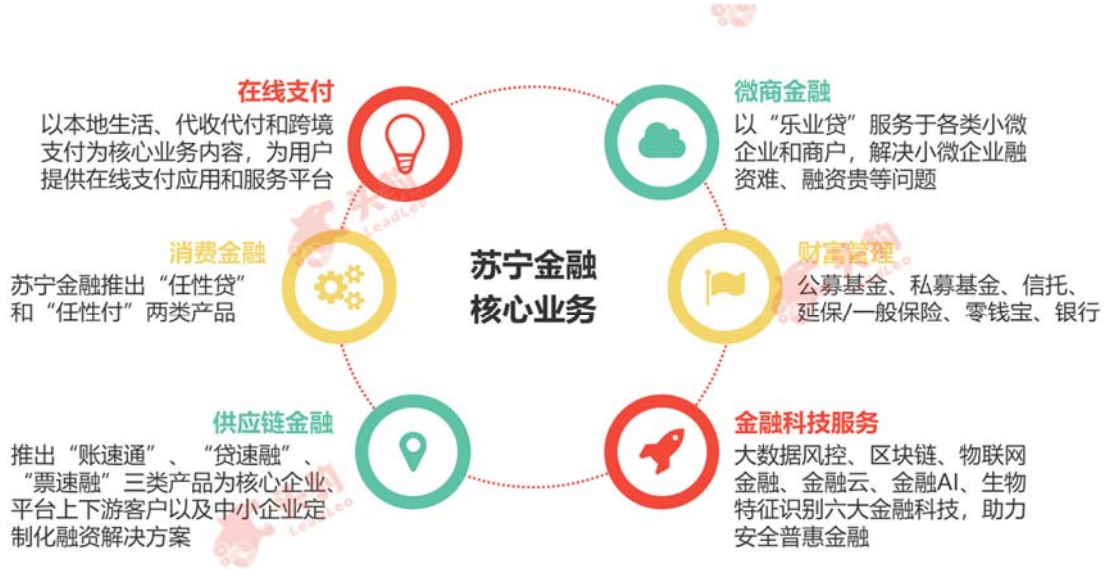 在线支付
以本地生活、代收代付和跨境
支付为核心业务内容，为用户
提供在线支付应用和服务平台
微商金融
以“乐业贷”服务于各类小微
企业和商户，解决小微企业融
资难、融资贵等问题
消费金融
苏宁金融推出“任性贷”
和“任性付”两类产品
苏宁金融
核心业务
财富管理
公募基金、私募基金、信托、
延保/一般保险、零钱宝、银行
供应链金融
推出“账速通”、“贷速融”、
“票速融”三类产品为核心企业、
平台上下游客户以及中小企业定
制化融资解决方案
金融科技服务
大数据风控、区块链、物联网
金融、金融云、金融AI、生物
特征识别六大金融科技，助力
安全普惠金融
头豹
LeadLeo
头豹
LeadLeo
头豹
LeadLeo